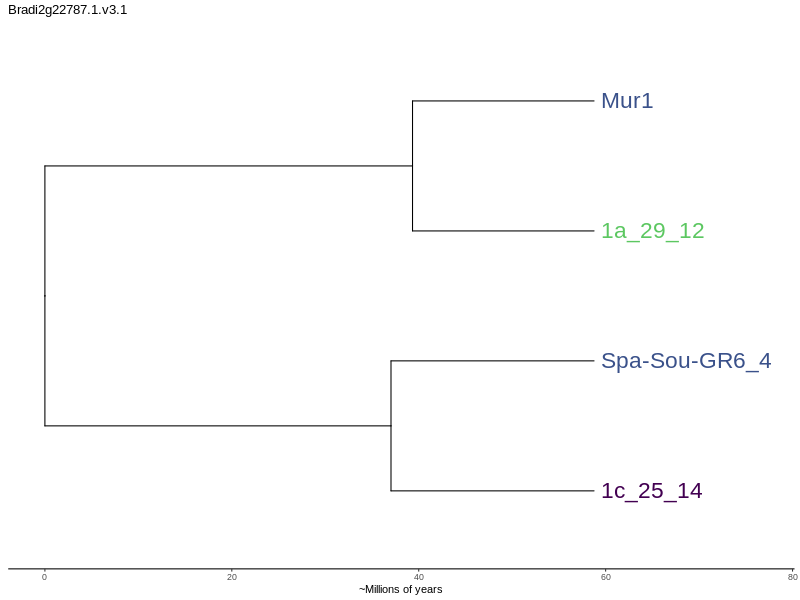 Bradi2g22787.1.v3.1
Mur1
1a_29_12
Spa-Sou-GR6_4
1c_25_14
0 20 40 60 80
~Millions of years